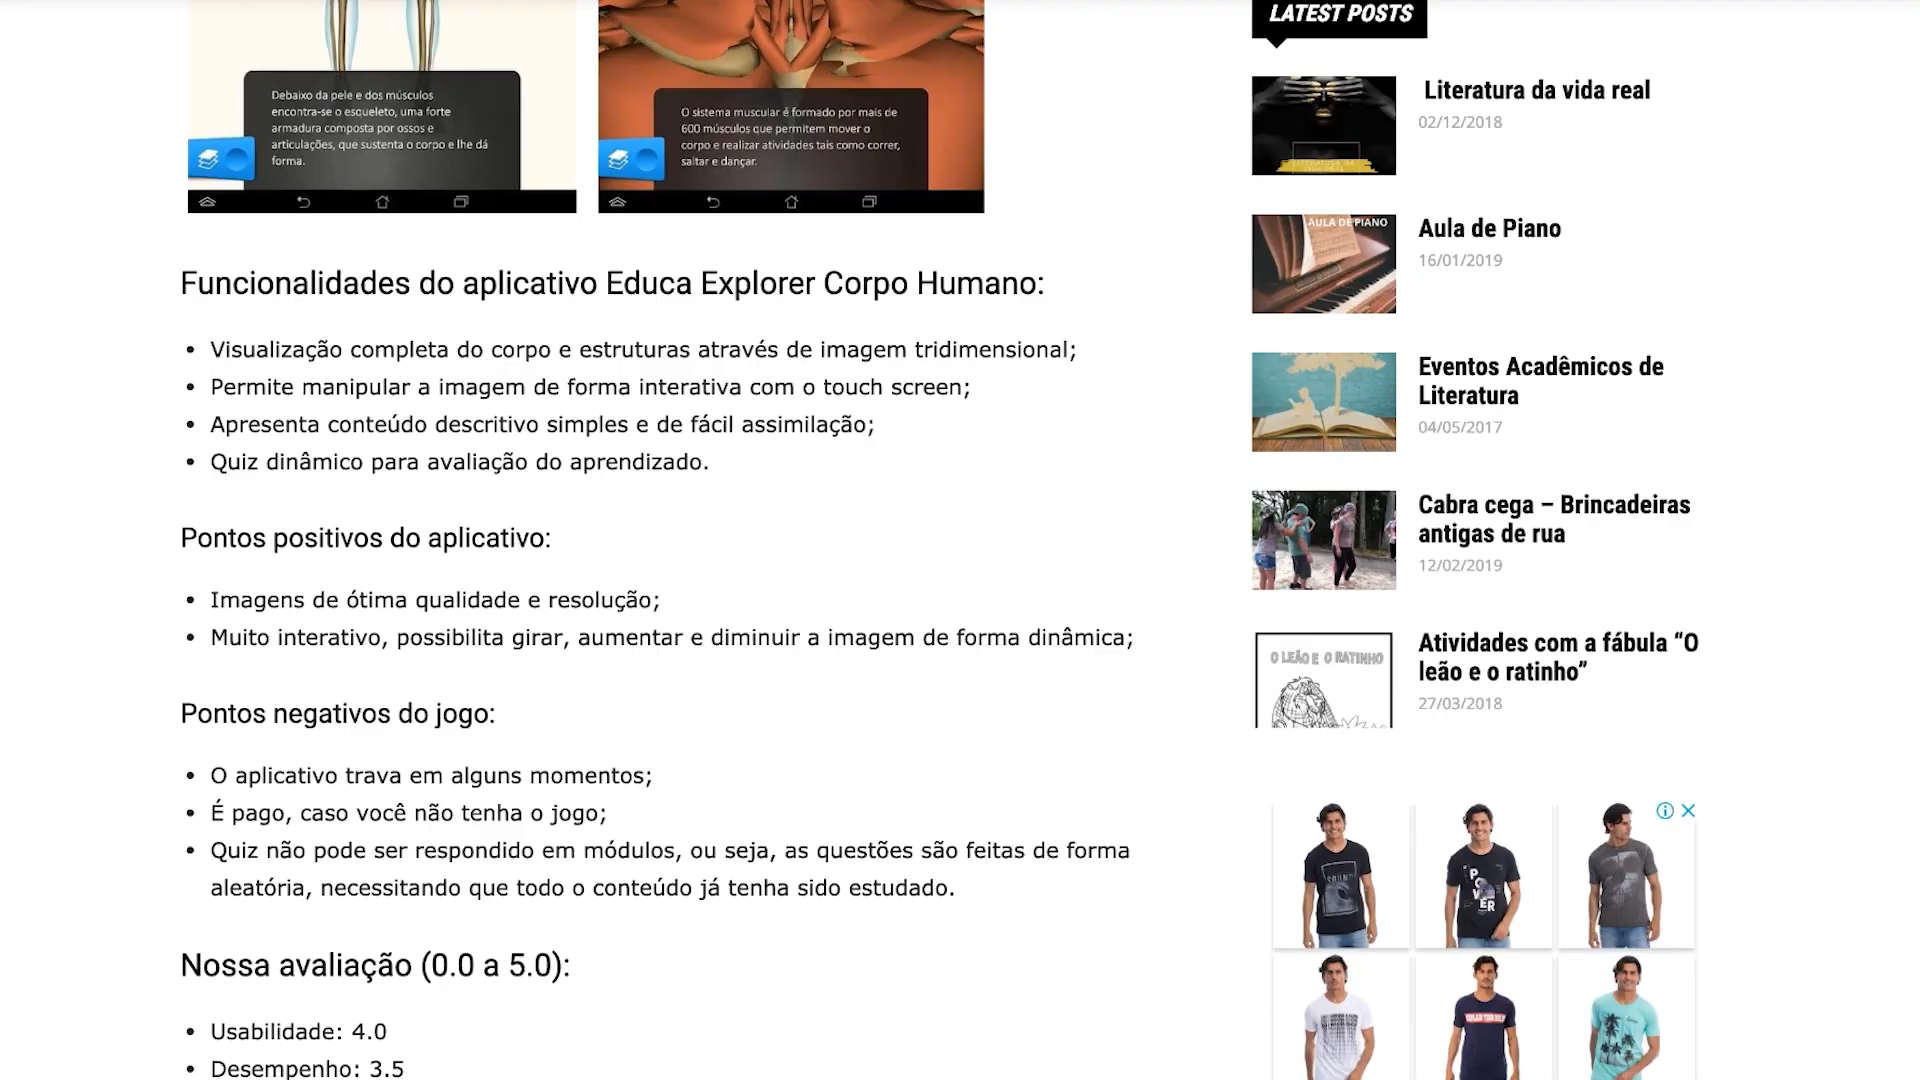 Debaixo da pele e dos músculos
encontra-se o esqueleto, uma forte
armadura composta por ossos e
articulações, que sustenta o corpo e lhe dá
forma.
O sistema muscular é formado por mais de
600 músculos que permitem mover o
corpo e realizar atividades tais como correr,
saltar e dançar.
Funcionalidades do aplicativo Educa Explorer Corpo Humano:
• Visualização completa do corpo e estruturas através de imagem tridimensional;
• Permite manipular a imagem de forma interativa com o touch screen;
• Apresenta conteúdo descritivo simples e de fácil assimilação;
• Quiz dinâmico para avaliação do aprendizado.
Pontos positivos do aplicativo:
• Imagens de ótima qualidade e resolução;
• Muito interativo, possibilita girar, aumentar e diminuir a imagem de forma dinâmica;
Pontos negativos do jogo:
• O aplicativo trava em alguns momentos;
• É pago, caso você não tenha o jogo;
• Quiz não pode ser respondido em módulos, ou seja, as questões são feitas de forma
aleatória, necessitando que todo o conteúdo já tenha sido estudado.
Nossa avaliação (0.0 a 5.0):
• Usabilidade: 4.0
• Desempenho: 3.5
LATEST POSTS
Literatura da vida real
02/12/2018
AULA DE PIANO
Aula de Piano
16/01/2019
Eventos Acadêmicos de
Literatura
04/05/2017
Cabra cega – Brincadeiras
antigas de rua
12/02/2019
O LEÃO E O RATINHO
Atividades com a fábula “O
leão e o ratinho”
27/03/2018
POWER